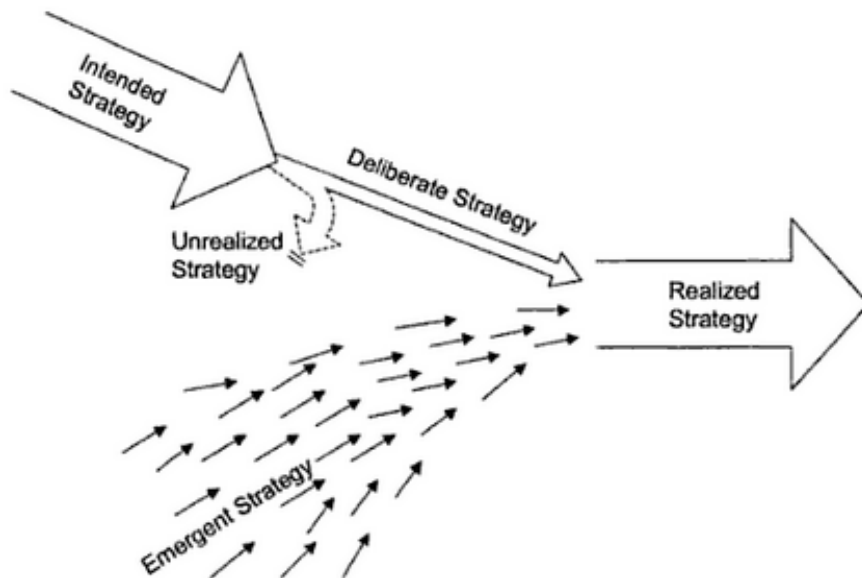 Intended
Strategy
Deliberate Strategy
Unrealized
Strategy
Realized
Strategy
Emergent Strategy